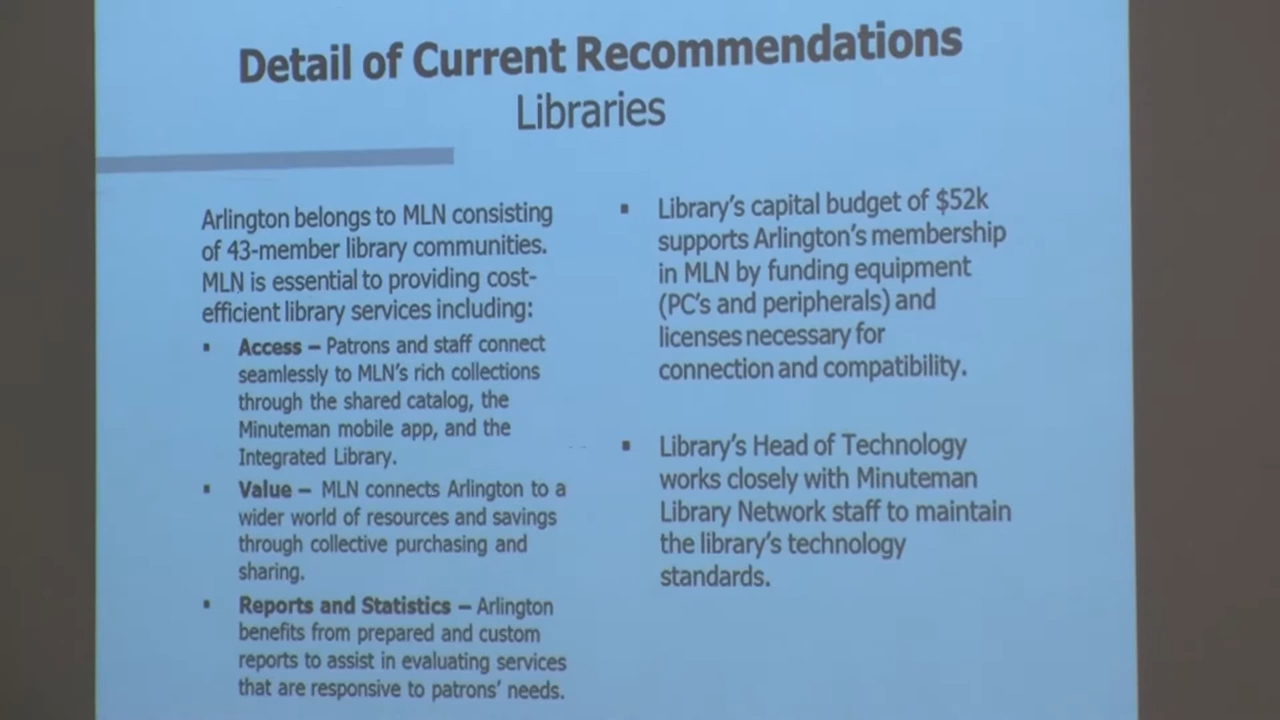 Detail of Current Recommendations
Libraries
Arlington belongs to MLN consisting
of 43-member library communities.
MLN is essential to providing cost-
efficient library services including:
▪ Access – Patrons and staff connect
seamlessly to MLN's rich collections
through the shared catalog, the
Minuteman mobile app, and the
Integrated Library.
▪ Value – MLN connects Arlington to a
wider world of resources and savings
through collective purchasing and
sharing.
▪ Reports and Statistics – Arlington
benefits from prepared and custom
reports to assist in evaluating services
that are responsive to patrons' needs.
▪ Library's capital budget of $52k
supports Arlington's membership
in MLN by funding equipment
(PC's and peripherals) and
licenses necessary for
connection and compatibility.
▪ Library's Head of Technology
works closely with Minuteman
Library Network staff to maintain
the library's technology
standards.